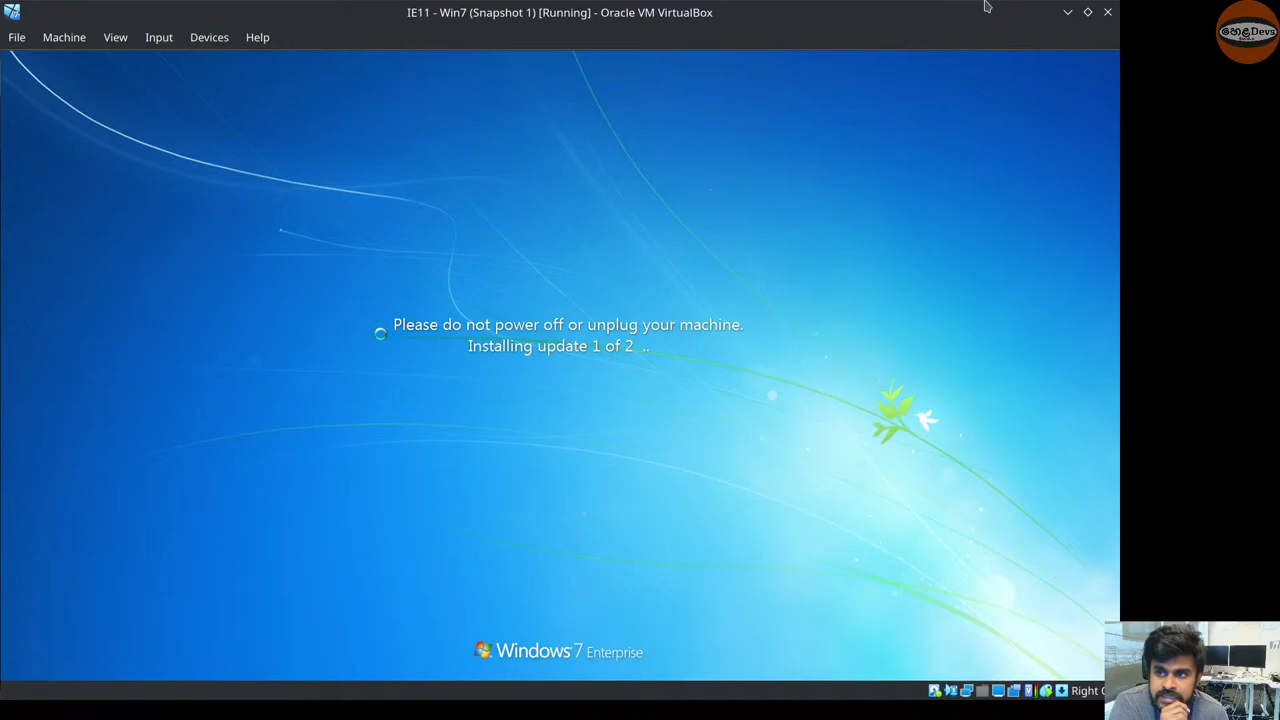 IE11 - Win7 (Snapshot 1) [Running] - Oracle VM VirtualBox
හෙළDevs
File Machine View Input Devices Help
Please do not power off or unplug your machine.
Installing update 1 of 2 ..
Windows 7 Enterprise
Right